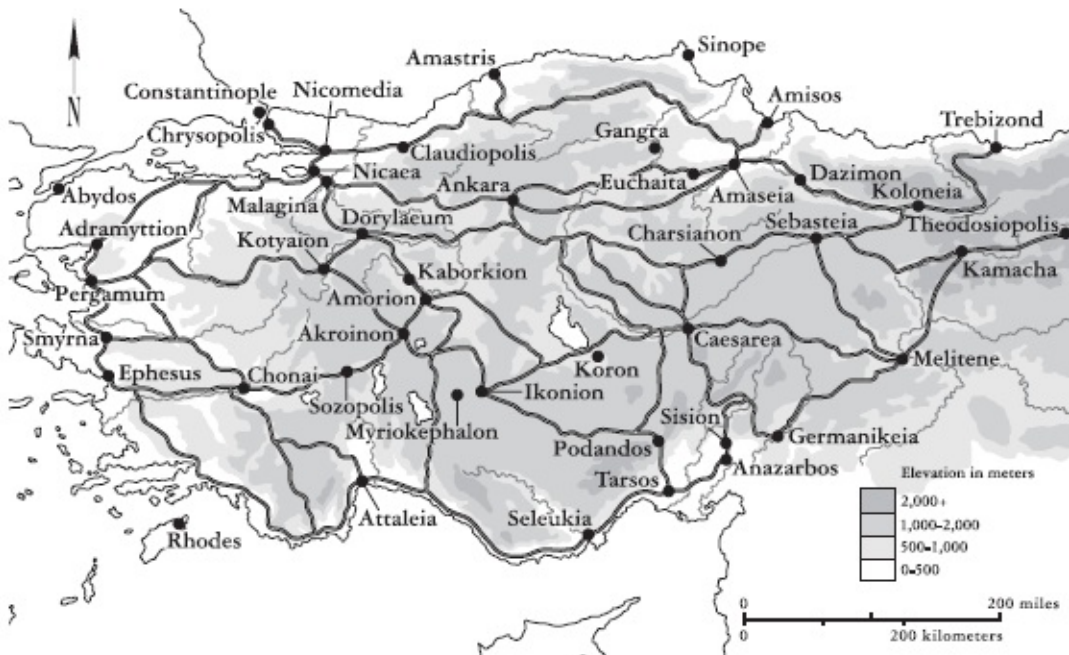 Sinope
Amastris
Constantinople
Nicomedia
Amisos
Trebizond
N
Chrysopolis
Gangra
Claudiopolis
Nicaea
Ankara
Euchaita
Dazimon
Abydos
Malagina
Amaseia
Koloneia
Dorylaeum
Sebasteia
Theodosiopolis
Adramyttion
Kotyaion
Charsianon
Kaborkion
Kamacha
Pergamum
Amorion
Akroinon
Smyrna
Caesarea
Melitene
Koron
Ephesus
Chonai
Ikonion
Sozopolis
Sision
Myriokephalon
Podandos
Germanikeia
Anazarbos
Tarsos
Attaleia
Seleukia
Rhodes
Elevation in meters
2,000+
1,000-2,000
500-1,000
0-500
0 200 miles
0 200 kilometers